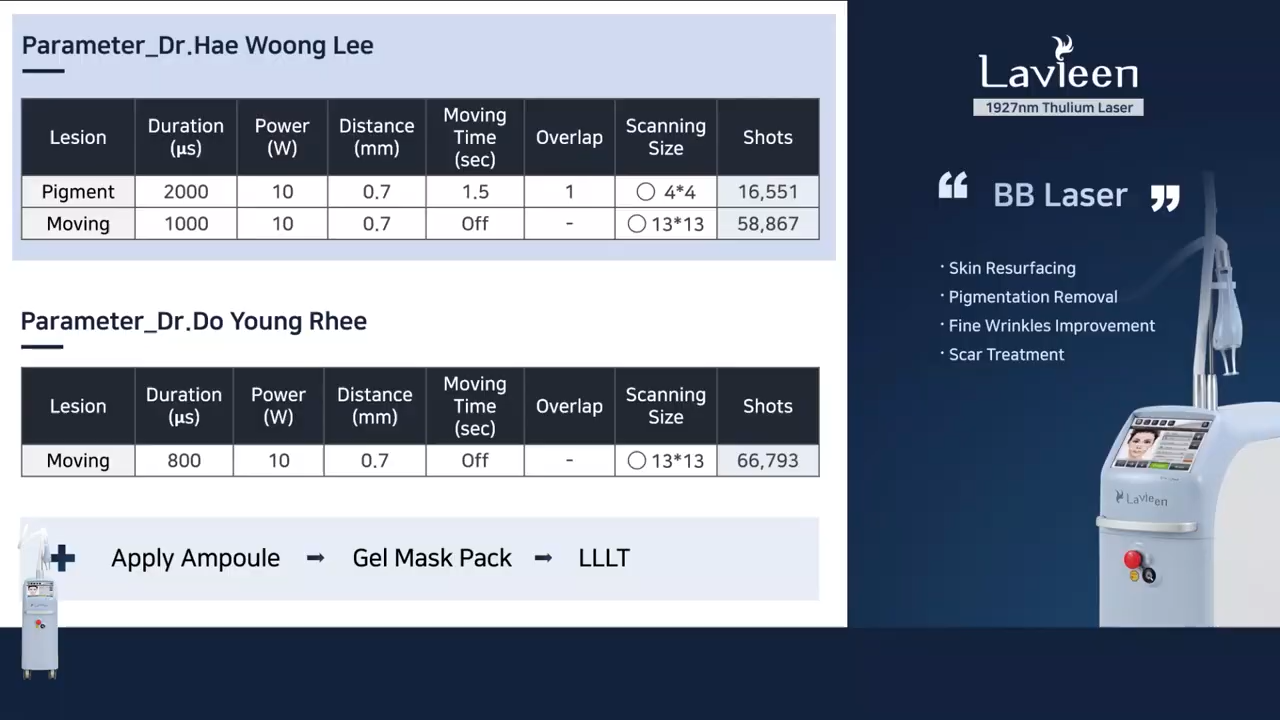 Parameter_Dr.Hae Woong Lee
Lesion Duration (µs) Power (W) Distance (mm) Moving Time (sec) Overlap Scanning Size Shots
Pigment 2000 10 0.7 1.5 1 ○ 4*4 16,551
Moving 1000 10 0.7 Off - ○ 13*13 58,867
Parameter_Dr.Do Young Rhee
Lesion Duration (µs) Power (W) Distance (mm) Moving Time (sec) Overlap Scanning Size Shots
Moving 800 10 0.7 Off - ○ 13*13 66,793
+ Apply Ampoule → Gel Mask Pack → LLLT
Lavieen
1927nm Thulium Laser
“ BB Laser ”
· Skin Resurfacing
· Pigmentation Removal
· Fine Wrinkles Improvement
· Scar Treatment
Lavieen